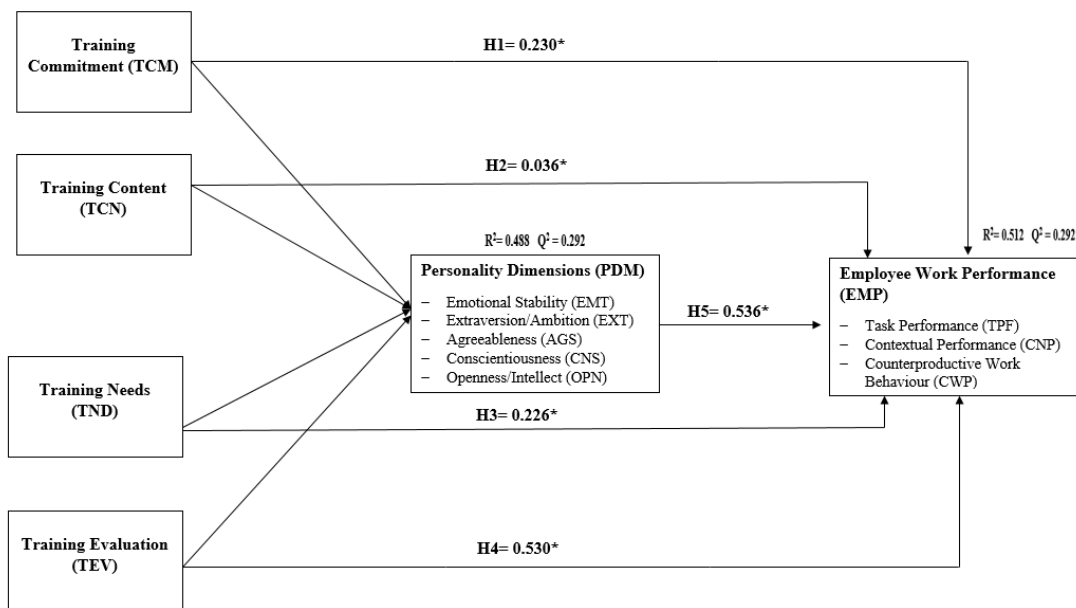 Training
Commitment (TCM)
H1= 0.230*
Training Content
(TCN)
H2= 0.036*
R²= 0.488 Q² = 0.292
Personality Dimensions (PDM)
– Emotional Stability (EMT)
– Extraversion/Ambition (EXT)
– Agreeableness (AGS)
– Conscientiousness (CNS)
– Openness/Intellect (OPN)
H5= 0.536*
R²= 0.512 Q² = 0.292
Employee Work Performance
(EMP)
– Task Performance (TPF)
– Contextual Performance (CNP)
– Counterproductive Work
Behaviour (CWP)
Training Needs
(TND)
H3= 0.226*
Training Evaluation
(TEV)
H4= 0.530*